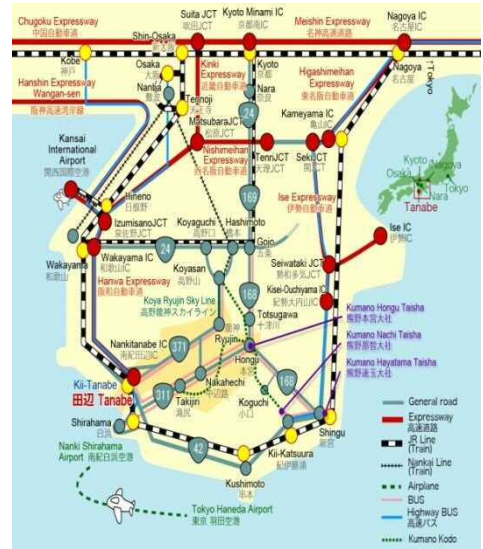 Chugoku Expressway
中国自動車道
Suita JCT
吹田JCT
Kyoto Minami IC
京都南IC
Meishin Expressway
名神高速道路
Nagoya IC
名古屋IC
Shin-Osaka
新大阪
Kobe
神戸
Osaka
大阪
Kinki
Expressway
近畿自動車道
Kyoto
京都
Higashimeihan
Expressway
東名阪自動車道
Nagoya
名古屋
↑Tokyo
Hanshin Expressway
Wangan-sen
阪神高速湾岸線
Nanba
難波
Nara
奈良
Tennoji
天王寺
24
Kameyama IC
亀山IC
MatsubaraJCT
松原JCT
Kansai
International
Airport
関西国際空港
Nishimeihan
Expressway
西名阪自動車道
TenriJCT
天理JCT
SekiJCT
関JCT
Kyoto
Nagoya
Osaka
Tokyo
Nara
Tanabe
Hineno
日根野
169
Ise Expressway
伊勢自動車道
IzumisanoJCT
泉佐野JCT
Koyaguchi
高野口
Hashimoto
橋本
Ise IC
伊勢IC
Wakayama
和歌山
Wakayama IC
和歌山IC
24
Gojo
五条
Koyasan
高野山
Seiwataki JCT
勢和多気JCT
Hanwa Expressway
阪和自動車道
168
Kisei-Ouchiyama IC
紀勢大内山IC
Koya Ryujin Sky Line
高野龍神スカイライン
Totsugawa
十津川
Kumano Hongu Taisha
熊野本宮大社
Nankitanabe IC
南紀田辺IC
371
龍神
Ryujin
Kumano Nachi Taisha
熊野那智大社
Hongu
本宮
Kii-Tanabe
田辺 Tanabe
Nakahechi
中辺路
Kumano Hayatama Taisha
熊野速玉大社
311
Takijiri
滝尻
168
Koguchi
小口
Shirahama
白浜
Shingu
新宮
Nanki Shirahama
Airport 南紀白浜空港
42
Kii-Katsuura
紀伊勝浦
Kushimoto
串本
Tokyo Haneda Airport
東京 羽田空港
General road
Expressway
高速道路
JR Line
(Train)
Nankai Line
(Train)
Airplane
BUS
Highway BUS
高速バス
Kumano Kodo